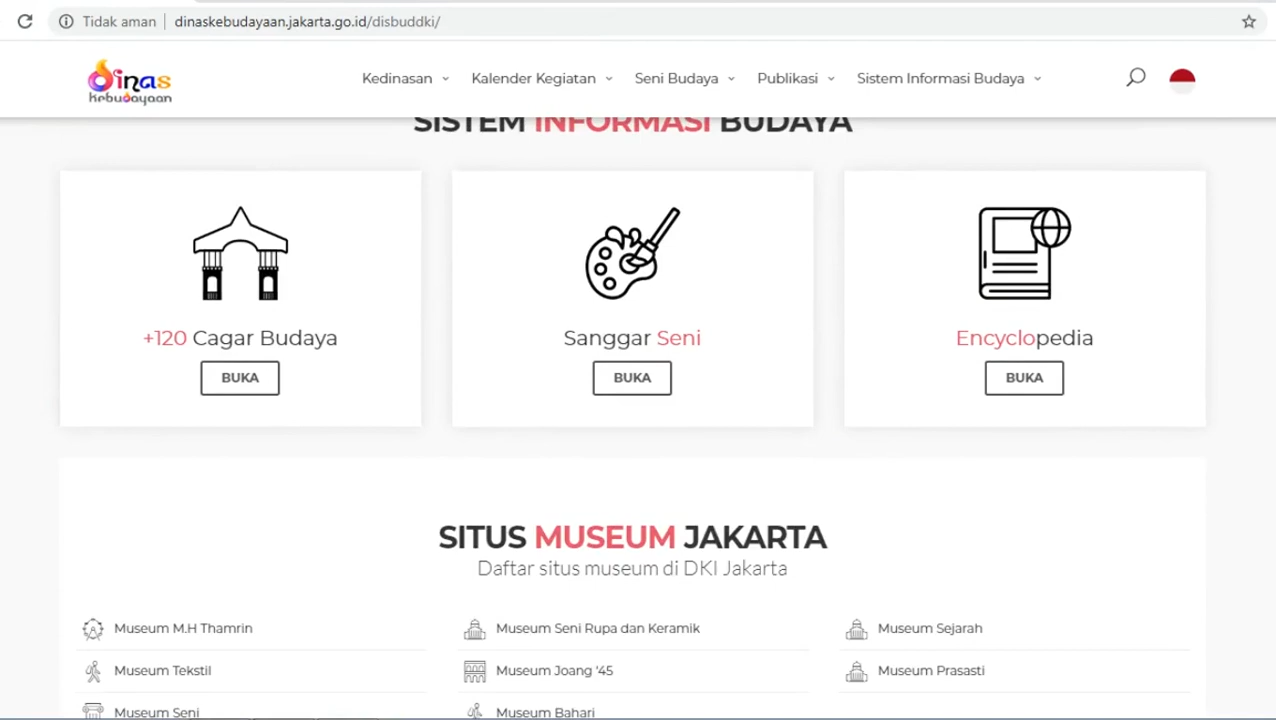 Tidak aman
dinaskebudayaan.jakarta.go.id/disbuddki/
Dinas
Kebudayaan
Kedinasan
Kalender Kegiatan
Seni Budaya
Publikasi
Sistem Informasi Budaya
SISTEM INFORMASI BUDAYA
+120 Cagar Budaya
BUKA
Sanggar Seni
BUKA
Encyclopedia
BUKA
SITUS MUSEUM JAKARTA
Daftar situs museum di DKI Jakarta
Museum M.H Thamrin
Museum Seni Rupa dan Keramik
Museum Sejarah
Museum Tekstil
Museum Joang '45
Museum Prasasti
Museum Seni
Museum Bahari